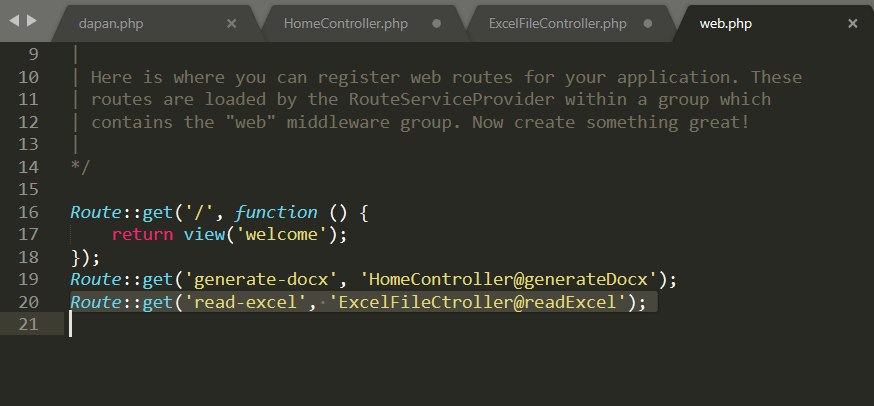 dapan.php × HomeController.php ExcelFileController.php web.php ×
9 |
10 | Here is where you can register web routes for your application. These
11 | routes are loaded by the RouteServiceProvider within a group which
12 | contains the "web" middleware group. Now create something great!
13 |
14 */
15
16 Route::get('/', function () {
17 return view('welcome');
18 });
19 Route::get('generate-docx', 'HomeController@generateDocx');
20 Route::get('read-excel', 'ExcelFileCtroller@readExcel');
21